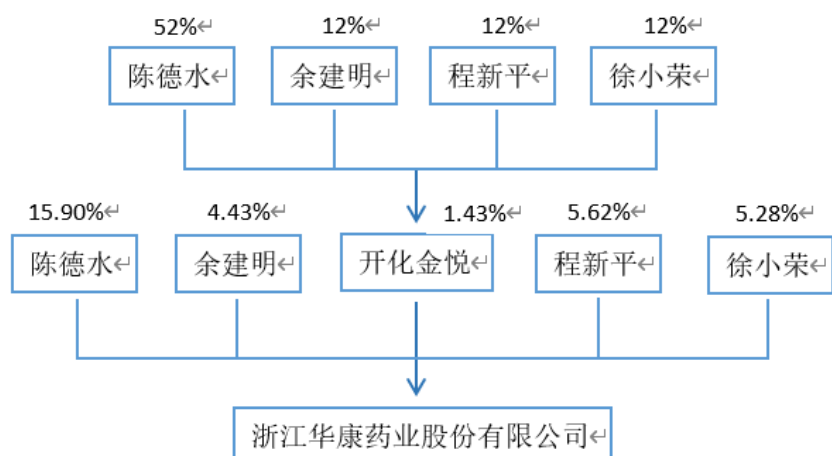 52%↵ 12%↵ 12%↵ 12%↵
陈德水↵ 余建明↵ 程新平↵ 徐小荣↵
15.90%↵ 4.43%↵ 1.43%↵ 5.62%↵ 5.28%↵
陈德水↵ 余建明↵ 开化金悦↵ 程新平↵ 徐小荣↵
浙江华康药业股份有限公司↵